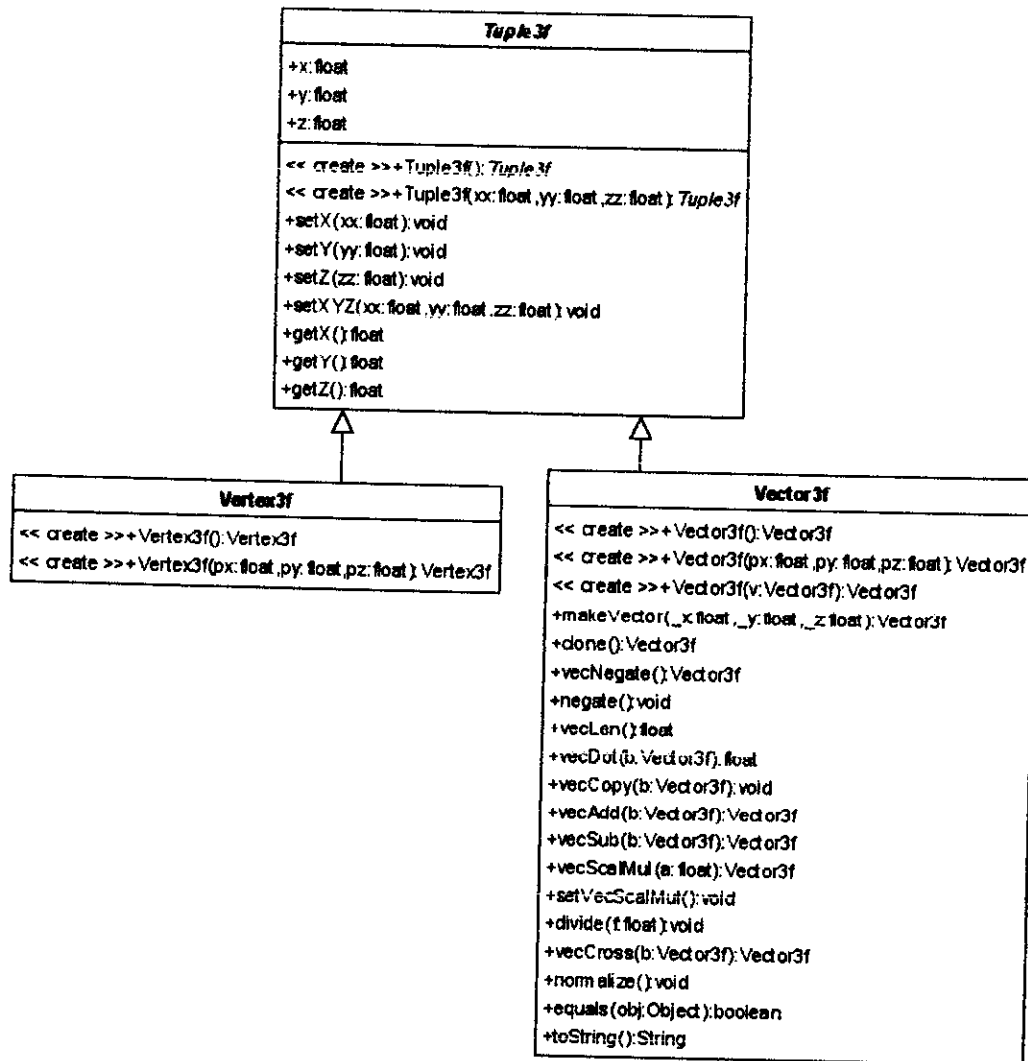 Tuple3f
+x:float
+y:float
+z:float
<< create >>+Tuple3f():Tuple3f
<< create >>+Tuple3f(xx:float,yy:float,zz:float):Tuple3f
+setX(xx:float):void
+setY(yy:float):void
+setZ(zz:float):void
+setXYZ(xx:float,yy:float,zz:float):void
+getX():float
+getY():float
+getZ():float
Vertex3f
<< create >>+Vertex3f():Vertex3f
<< create >>+Vertex3f(px:float,py:float,pz:float):Vertex3f
Vector3f
<< create >>+Vector3f():Vector3f
<< create >>+Vector3f(px:float,py:float,pz:float):Vector3f
<< create >>+Vector3f(v:Vector3f):Vector3f
+makeVector(_x:float,_y:float,_z:float):Vector3f
+clone():Vector3f
+vecNegate():Vector3f
+negate():void
+vecLen():float
+vecDot(b:Vector3f):float
+vecCopy(b:Vector3f):void
+vecAdd(b:Vector3f):Vector3f
+vecSub(b:Vector3f):Vector3f
+vecScalMul(a:float):Vector3f
+setVecScalMul():void
+divide(f:float):void
+vecCross(b:Vector3f):Vector3f
+normalize():void
+equals(obj:Object):boolean
+toString():String